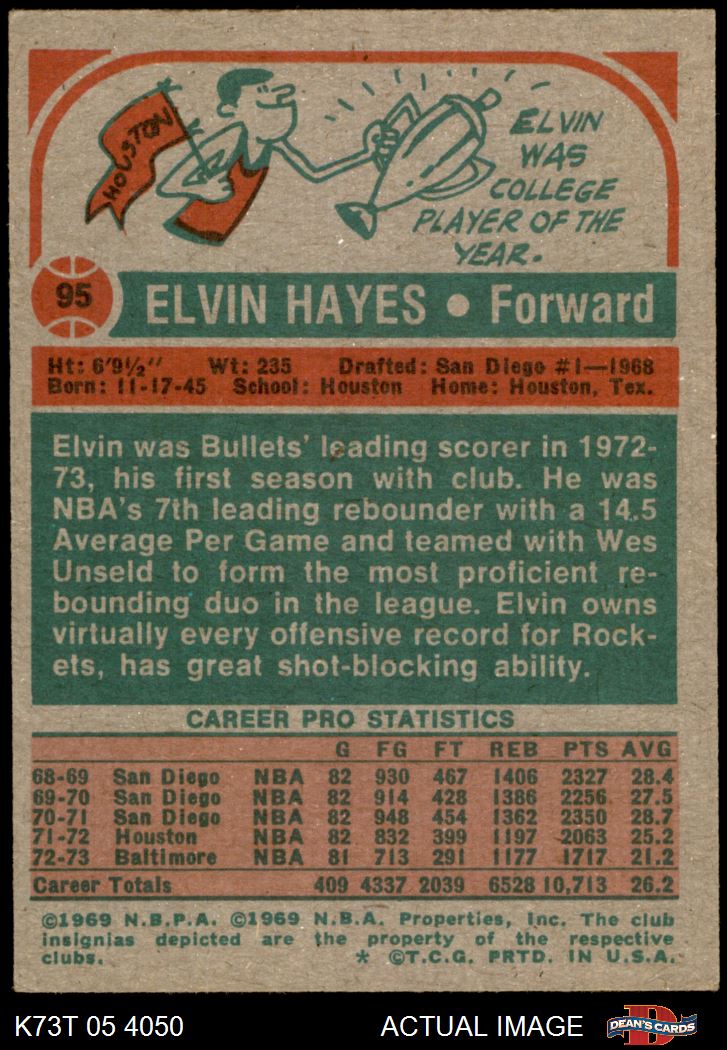 HOUSTON
ELVIN
WAS
COLLEGE
PLAYER OF THE
YEAR.
95
ELVIN HAYES • Forward
Ht: 6'9½" Wt: 235 Drafted: San Diego #1—1968
Born: 11-17-45 School: Houston Home: Houston, Tex.
Elvin was Bullets' leading scorer in 1972-
73, his first season with club. He was
NBA's 7th leading rebounder with a 14.5
Average Per Game and teamed with Wes
Unseld to form the most proficient re-
bounding duo in the league. Elvin owns
virtually every offensive record for Rock-
ets, has great shot-blocking ability.
CAREER PRO STATISTICS
G FG FT REB PTS AVG
68-69 San Diego NBA 82 930 467 1406 2327 28.4
69-70 San Diego NBA 82 914 428 1386 2256 27.5
70-71 San Diego NBA 82 948 454 1362 2350 28.7
71-72 Houston NBA 82 832 399 1197 2063 25.2
72-73 Baltimore NBA 81 713 291 1177 1717 21.2
Career Totals 409 4337 2039 6528 10,713 26.2
©1969 N.B.P.A. ©1969 N.B.A. Properties, Inc. The club
insignias depicted are the property of the respective
clubs. * ©T.C.G. PRTD. IN U.S.A.
K73T 05 4050 ACTUAL IMAGE
D
DEAN'S CARDS